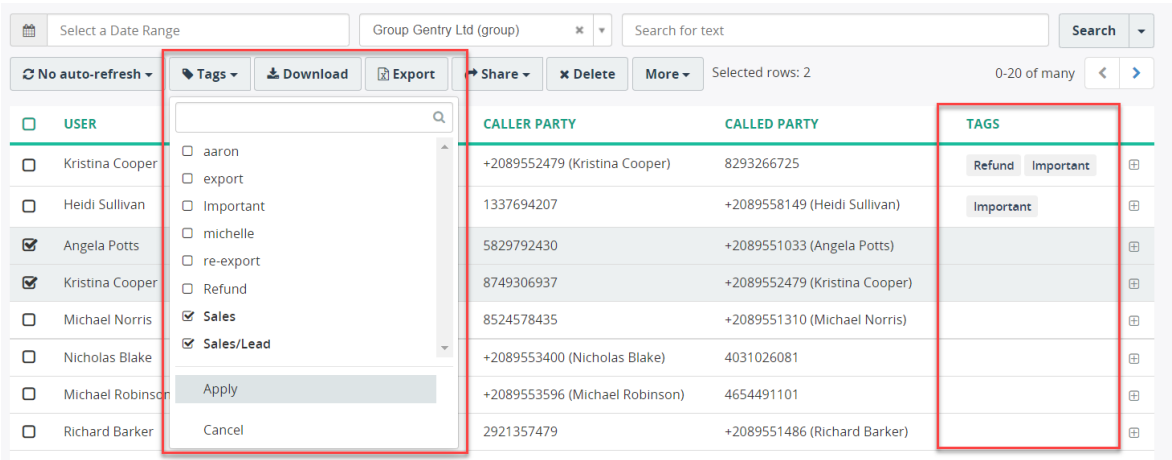 Select a Date Range Group Gentry Ltd (group) Search for text Search
No auto-refresh Tags Download Export Share Delete More Selected rows: 2 0-20 of many
USER CALLER PARTY CALLED PARTY TAGS
Kristina Cooper +2089552479 (Kristina Cooper) 8293266725 Refund Important
Heidi Sullivan 1337694207 +2089558149 (Heidi Sullivan) Important
Angela Potts 5829792430 +2089551033 (Angela Potts)
Kristina Cooper 8749306937 +2089552479 (Kristina Cooper)
Michael Norris 8524578435 +2089551310 (Michael Norris)
Nicholas Blake +2089553400 (Nicholas Blake) 4031026081
Michael Robinson +2089553596 (Michael Robinson) 4654491101
Richard Barker 2921357479 +2089551486 (Richard Barker)
aaron
export
Important
michelle
re-export
Refund
Sales
Sales/Lead
Apply
Cancel